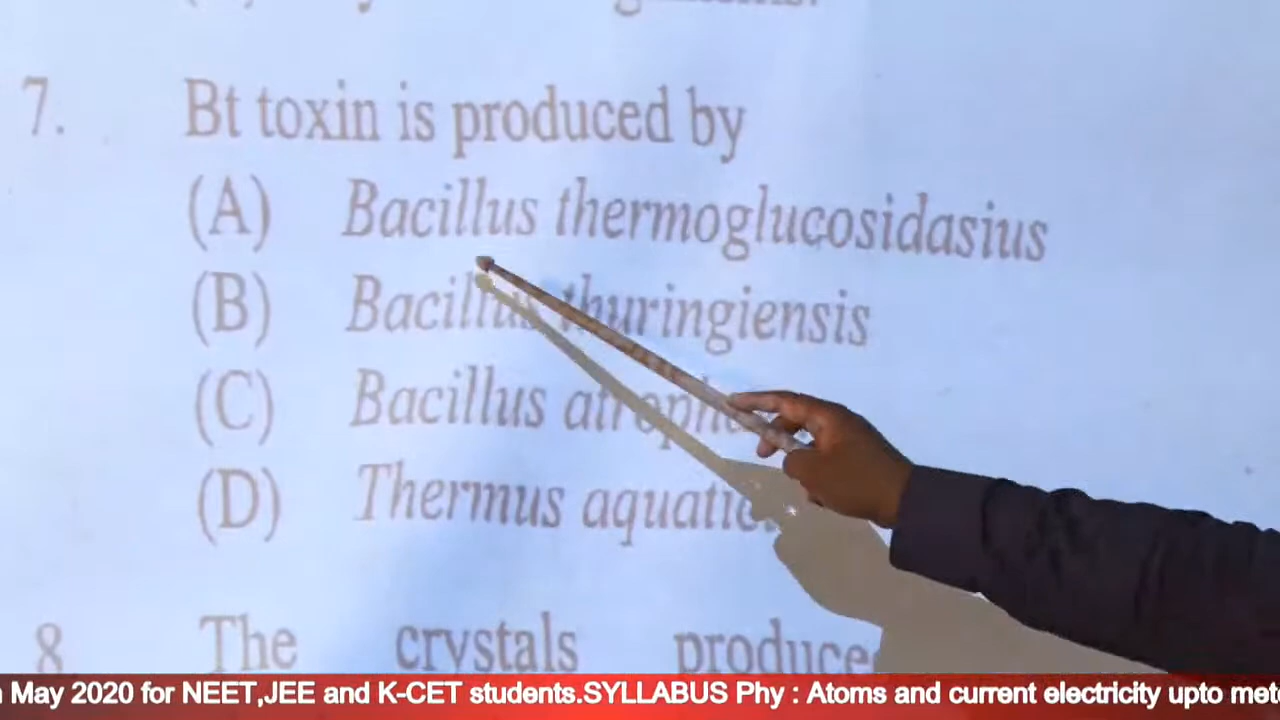 7. Bt toxin is produced by
(A) Bacillus thermoglucosidasius
(B) Bacillus thuringiensis
(C) Bacillus
(D) Thermus
8 The crystals
May 2020 for NEET,JEE and K-CET students.SYLLABUS Phy : Atoms and current electricity upto